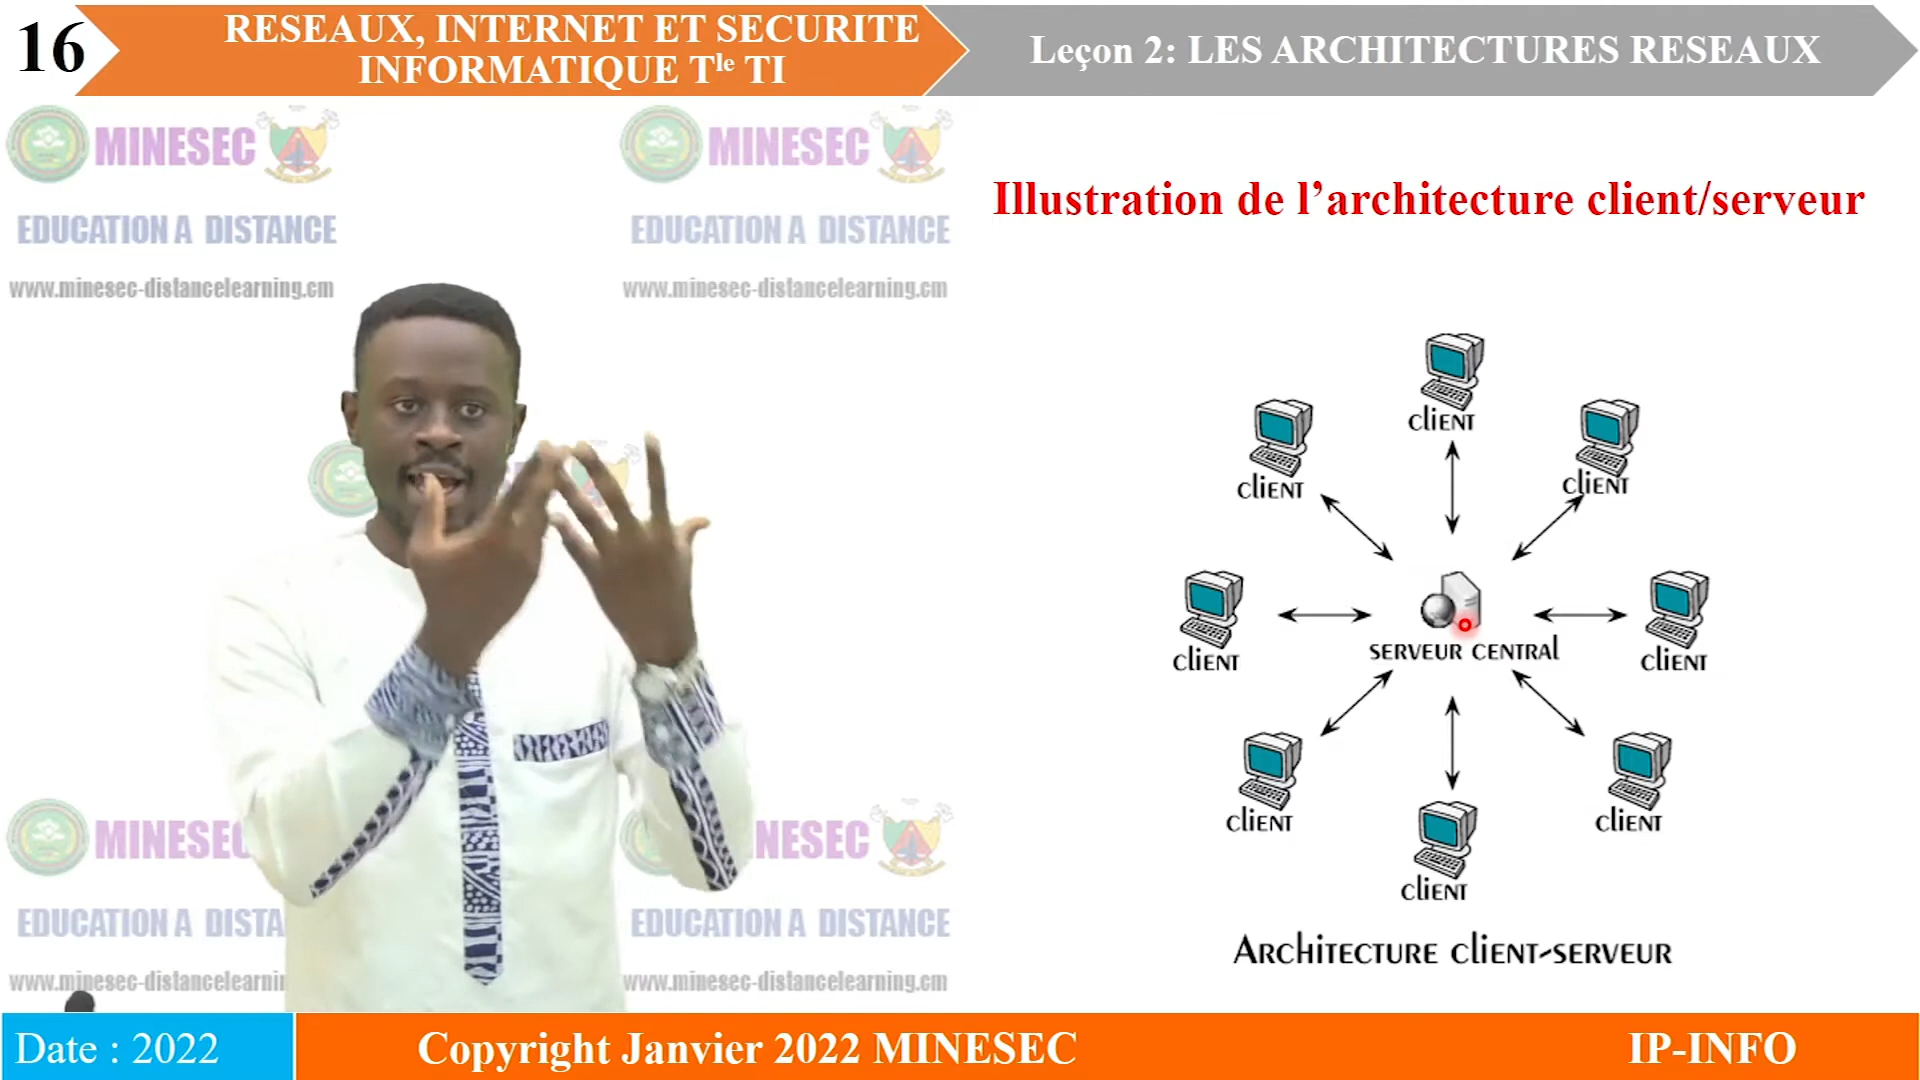 16
RESEAUX, INTERNET ET SECURITE
INFORMATIQUE Tle TI
Leçon 2: LES ARCHITECTURES RESEAUX
MINESEC
MINESEC
EDUCATION A DISTANCE
EDUCATION A DISTANCE
www.minesec-distancelearning.cm
www.minesec-distancelearning.cm
Illustration de l’architecture client/serveur
cliENT
cliENT
cliENT
cliENT
SERVEUR CENTRAl
cliENT
cliENT
cliENT
cliENT
ARchiTECTURE cliENT-SERVEUR
MINESEC
NESEC
EDUCATION A DISTA
EDUCATION A DISTANCE
www.minesec-distancelearnin
www.minesec-distancelearning.cm
Date : 2022
Copyright Janvier 2022 MINESEC
IP-INFO